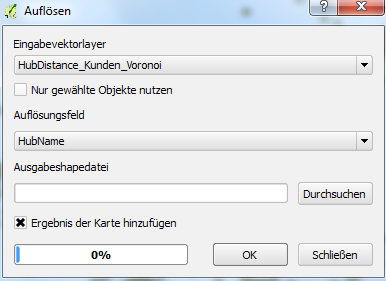 Auflösen
?
Eingabevektorlayer
HubDistance_Kunden_Voronoi
Nur gewählte Objekte nutzen
Auflösungsfeld
HubName
Ausgabeshapedatei
Durchsuchen
Ergebnis der Karte hinzufügen
0%
OK
Schließen